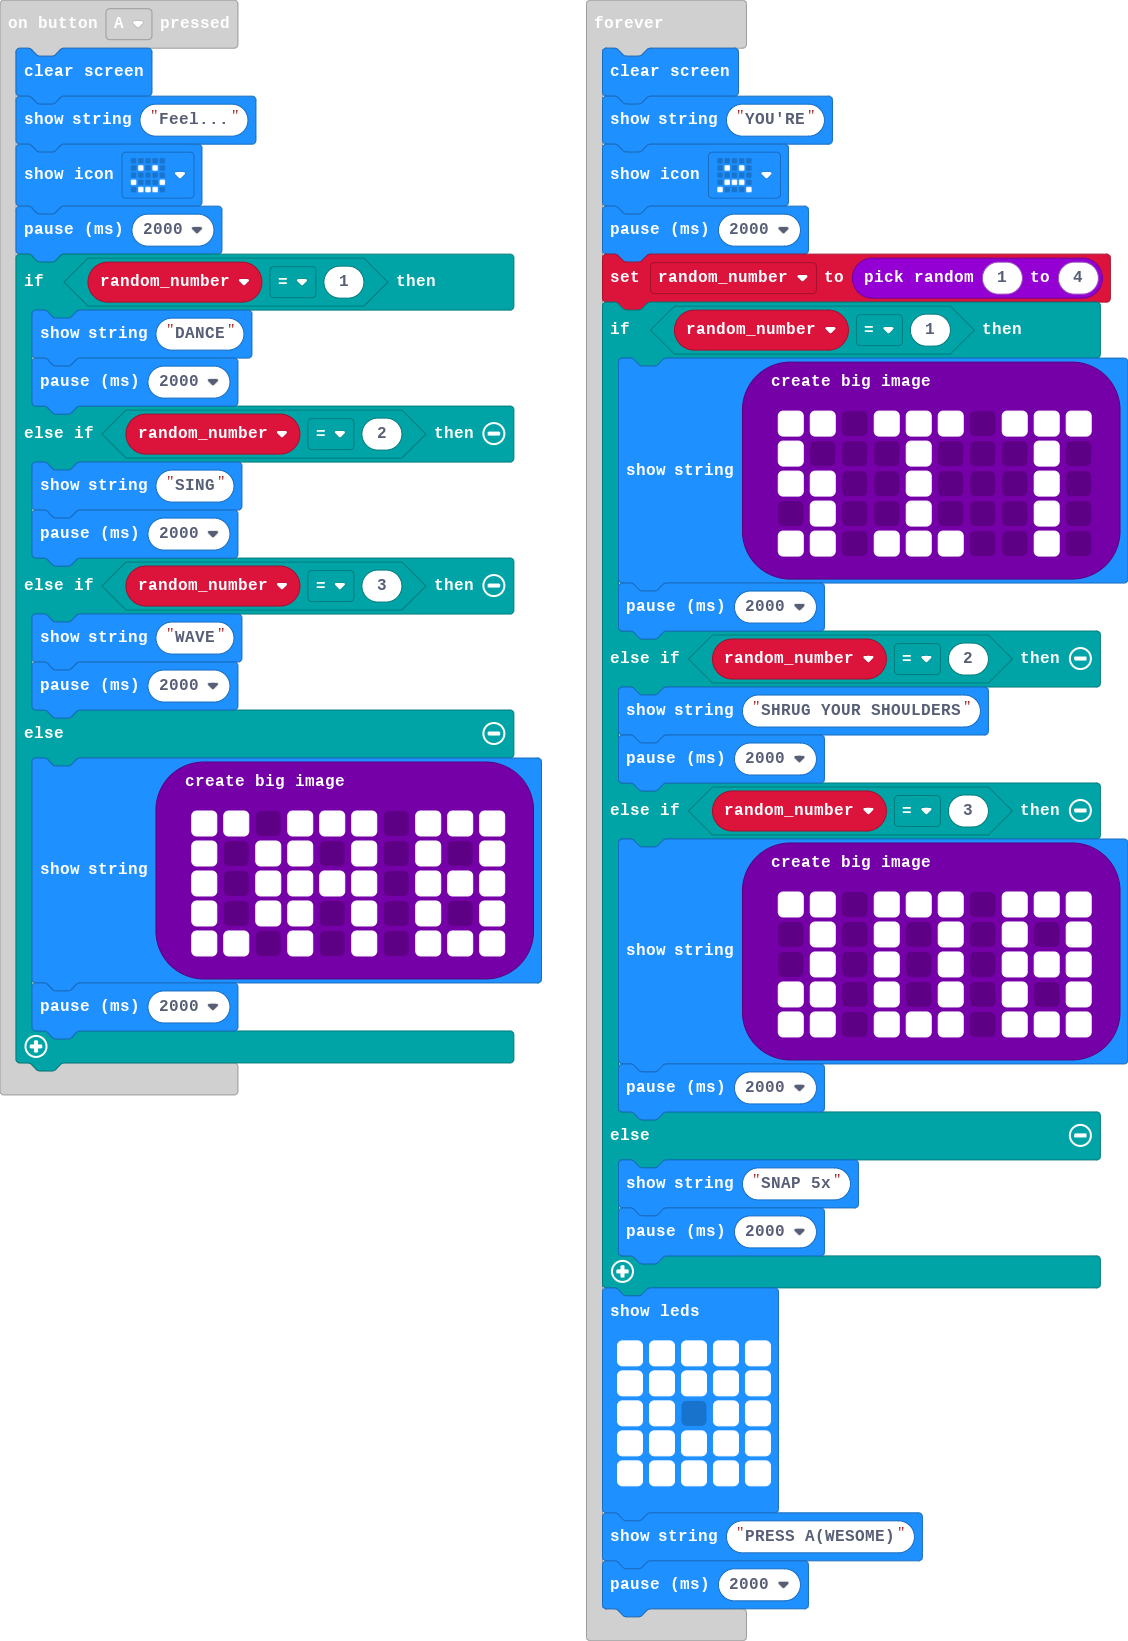 on button A pressed
clear screen
show string "Feel..."
show icon
pause (ms) 2000
if random_number = 1 then
show string "DANCE"
pause (ms) 2000
else if random_number = 2 then
show string "SING"
pause (ms) 2000
else if random_number = 3 then
show string "WAVE"
pause (ms) 2000
else
show string create big image
pause (ms) 2000
forever
clear screen
show string "YOU'RE"
show icon
pause (ms) 2000
set random_number to pick random 1 to 4
if random_number = 1 then
show string create big image
pause (ms) 2000
else if random_number = 2 then
show string "SHRUG YOUR SHOULDERS"
pause (ms) 2000
else if random_number = 3 then
show string create big image
pause (ms) 2000
else
show string "SNAP 5x"
pause (ms) 2000
show leds
show string "PRESS A(WESOME)"
pause (ms) 2000